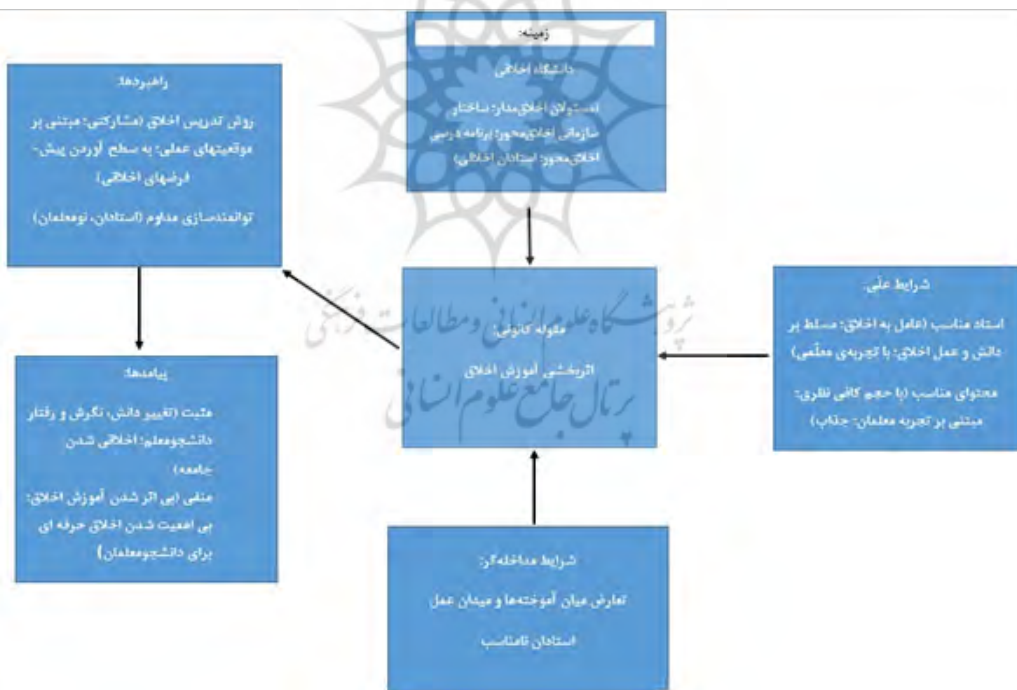 زمینه:
دانشگاه اخلاقی
(مسئولان اخلاق‌مدار؛ ساختار
سازمانی اخلاق‌محور؛ برنامه درسی
اخلاق‌محور؛ استادان اخلاقی)
راهبردها:
روش تدریس اخلاق (مشارکتی؛ مبتنی بر
موقعیتهای عملی؛ به سطح آوردن پیش-
فرضهای اخلاقی)
توانمندسازی مداوم (استادان، نومعلمان)
شرایط علّی:
استاد مناسب (عامل به اخلاق؛ مسلط بر
دانش و عمل اخلاق؛ با تجربه‌ی معلّمی)
محتوای مناسب (با حجم کافی نظری؛
مبتنی بر تجربه معلمان؛ جذاب)
مقوله کانونی:
اثربخشی آموزش اخلاق
پیامدها:
مثبت (تغییر دانش، نگرش و رفتار
دانشجومعلم؛ اخلاقی شدن
جامعه)
منفی (بی اثر شدن آموزش اخلاق؛
بی اهمیت شدن اخلاق حرفه ای
برای دانشجومعلمان)
شرایط مداخله‌گر:
تعارض میان آموخته‌ها و میدان عمل
استادان نامناسب
پژوهشگاه علوم انسانی و مطالعات فرهنگی
پرتال جامع علوم انسانی